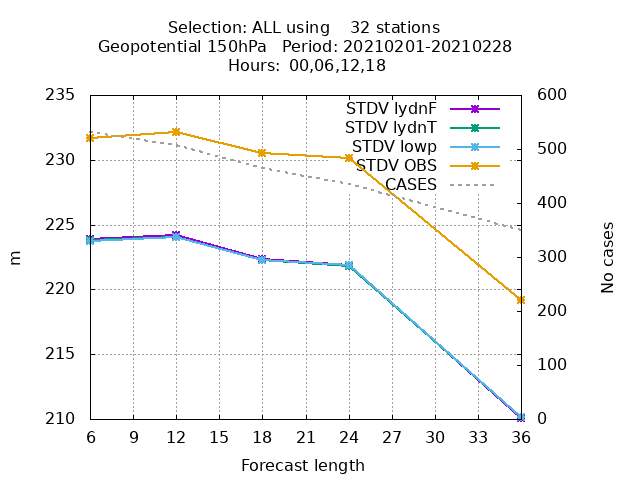 Selection: ALL using    32 stations
Geopotential 150hPa   Period: 20210201-20210228
Hours: 00,06,12,18
235
230
225
220
215
210
m
STDV lydnF
STDV lydnT
STDV lowp
STDV OBS
CASES
600
500
400
300
200
100
0
No cases
6 9 12 15 18 21 24 27 30 33 36
Forecast length